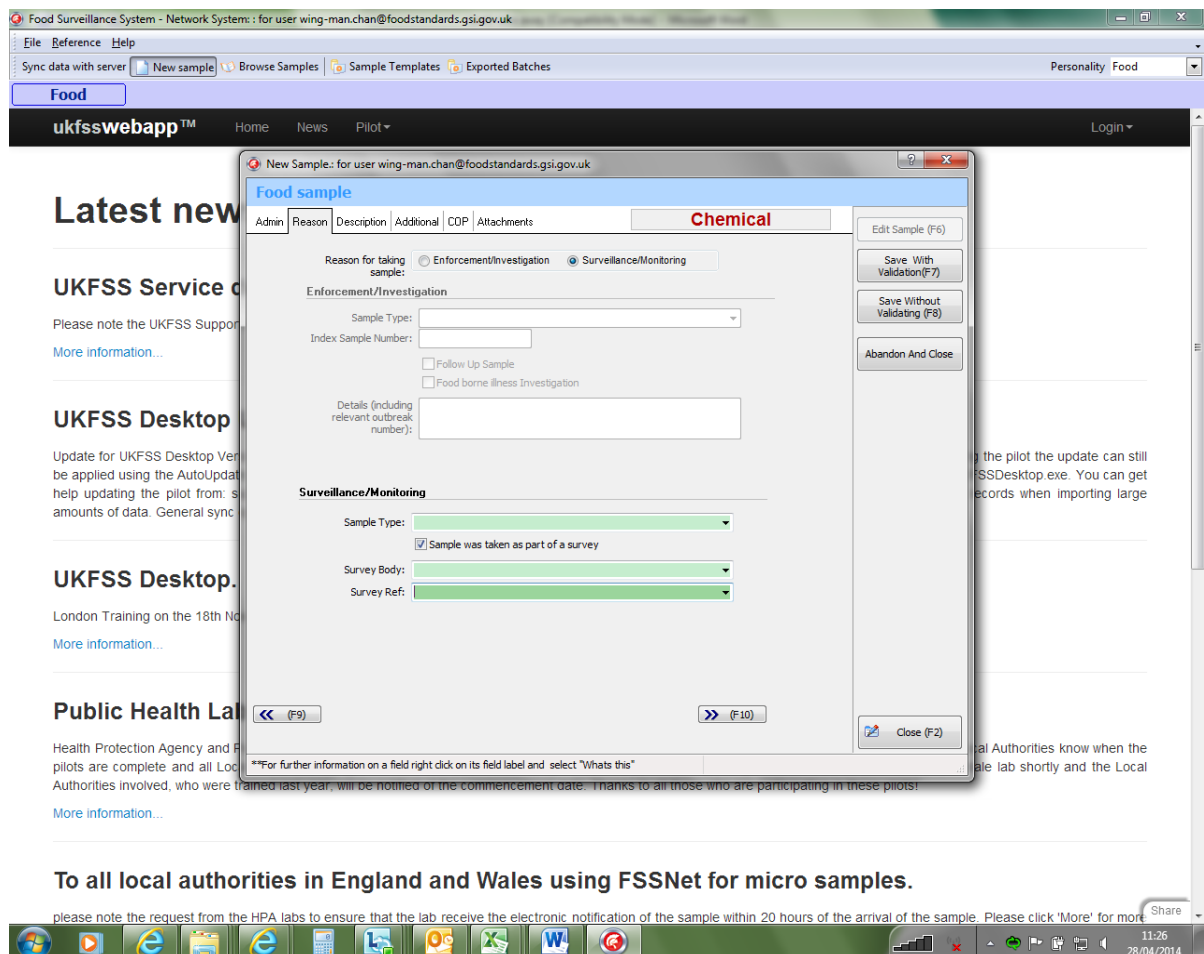 Food Surveillance System - Network System: : for user wing-man.chan@foodstandards.gsi.gov.uk
File Reference Help
Sync data with server New sample Browse Samples Sample Templates Exported Batches Personality Food
Food
ukfsswebapp™ Home News Pilot Login
New Sample.: for user wing-man.chan@foodstandards.gsi.gov.uk
Food sample
Latest new
Admin Reason Description Additional COP Attachments Chemical
Edit Sample (F6)
Reason for taking sample: Enforcement/Investigation Surveillance/Monitoring
Save With Validation(F7)
UKFSS Service
Enforcement/Investigation
Save Without Validating (F8)
Please note the UKFSS Suppor
Sample Type:
Index Sample Number:
More information...
Abandon And Close
Follow Up Sample
Food borne illness Investigation
Details (including relevant outbreak number):
UKFSS Desktop
Update for UKFSS Desktop Ver the pilot the update can still
be applied using the AutoUpdat FSSDesktop.exe. You can get
help updating the pilot from: s ecords when importing large
amounts of data. General sync
Surveillance/Monitoring
Sample Type:
Sample was taken as part of a survey
Survey Body:
Survey Ref:
UKFSS Desktop.
London Training on the 18th No
More information...
Public Health Lal
(F9) (F10)
Close (F2)
Health Protection Agency and P cal Authorities know when the
pilots are complete and all Loc ale lab shortly and the Local
**For further information on a field right click on its field label and select "Whats this"
Authorities involved, who were trained last year, will be notified of the commencement date. Thanks to all those who are participating in these pilots!
More information...
To all local authorities in England and Wales using FSSNet for micro samples.
please note the request from the HPA labs to ensure that the lab receive the electronic notification of the sample within 20 hours of the arrival of the sample. Please click 'More' for more
Share
11:26
28/04/2014